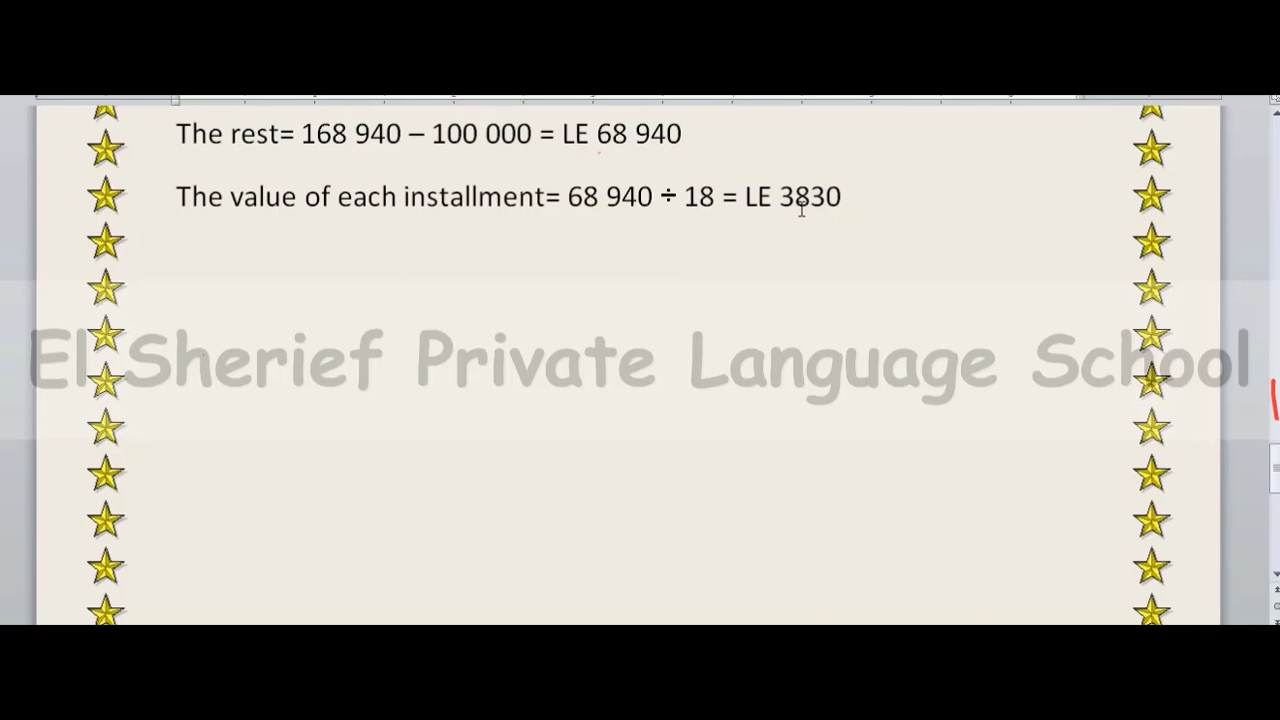 The rest= 168 940 – 100 000 = LE 68 940
The value of each installment= 68 940 ÷ 18 = LE 3830
El Sherief Private Language School